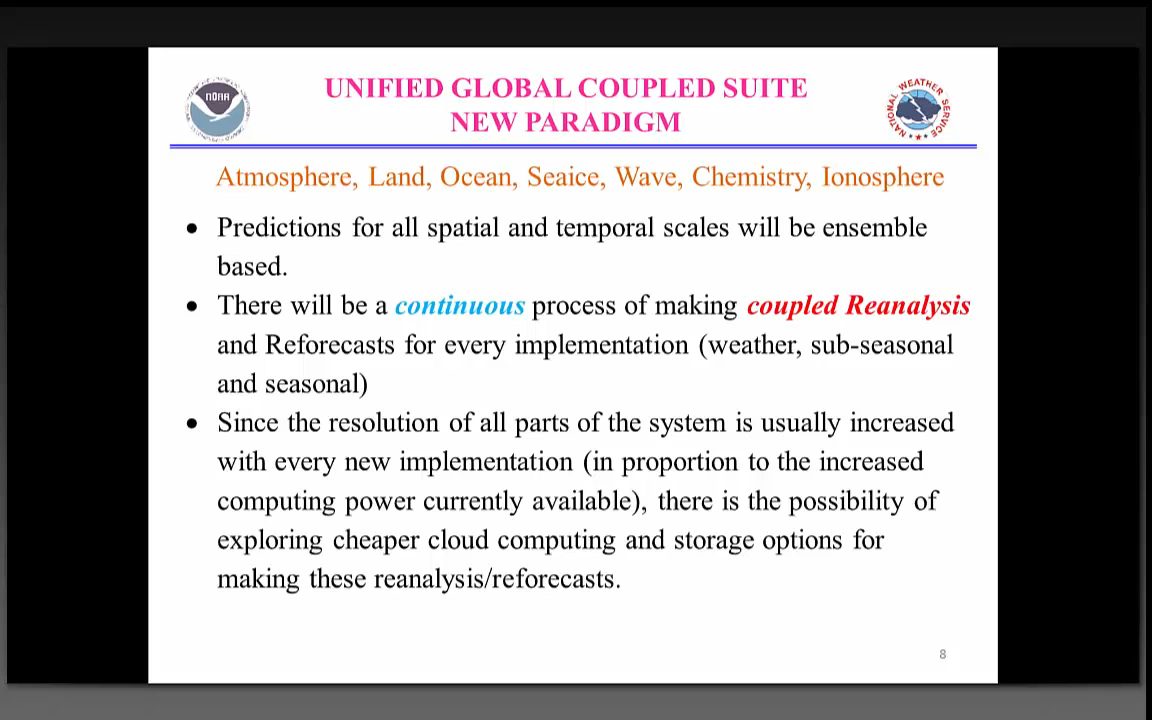 UNIFIED GLOBAL COUPLED SUITE
NEW PARADIGM
NOAA
NATIONAL WEATHER SERVICE
Atmosphere, Land, Ocean, Seaice, Wave, Chemistry, Ionosphere
• Predictions for all spatial and temporal scales will be ensemble
based.
• There will be a continuous process of making coupled Reanalysis
and Reforecasts for every implementation (weather, sub-seasonal
and seasonal)
• Since the resolution of all parts of the system is usually increased
with every new implementation (in proportion to the increased
computing power currently available), there is the possibility of
exploring cheaper cloud computing and storage options for
making these reanalysis/reforecasts.
8